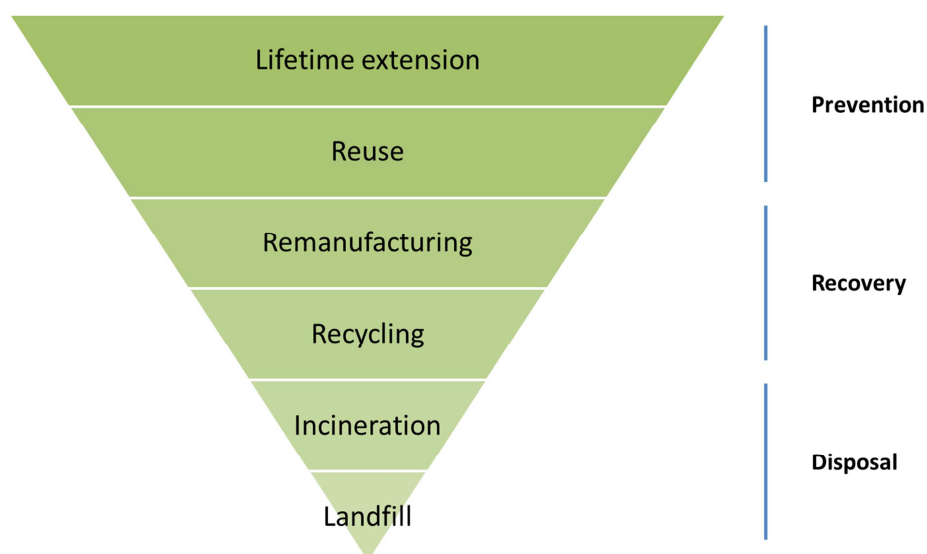 Lifetime extension
Prevention
Reuse
Remanufacturing
Recovery
Recycling
Incineration
Disposal
Landfill